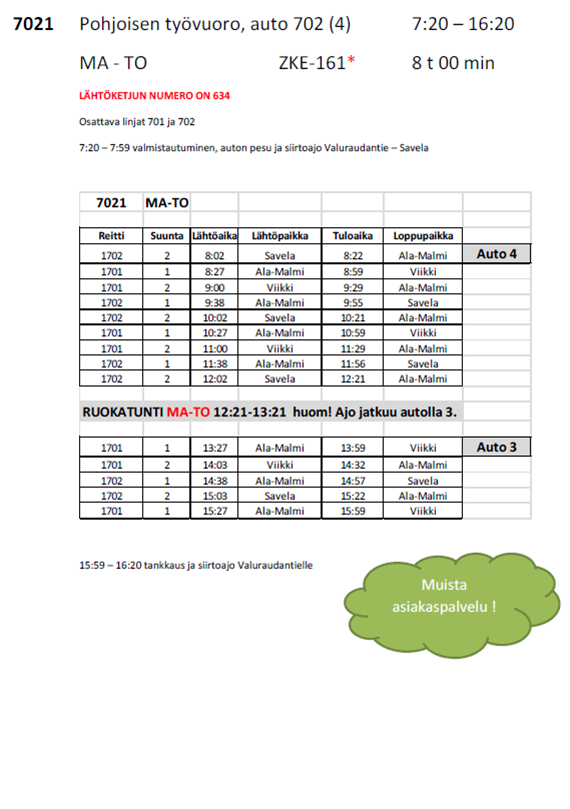 7021 Pohjoisen työvuoro, auto 702 (4) 7:20 – 16:20
MA - TO ZKE-161* 8 t 00 min
LÄHTÖKETJUN NUMERO ON 634
Osattava linjat 701 ja 702
7:20 – 7:59 valmistautuminen, auton pesu ja siirtoajo Valuraudantie – Savela
7021 MA-TO
Reitti Suunta Lähtöaika Lähtöpaikka Tuloaika Loppupaikka
1702 2 8:02 Savela 8:22 Ala-Malmi Auto 4
1701 1 8:27 Ala-Malmi 8:59 Viikki
1701 2 9:00 Viikki 9:29 Ala-Malmi
1702 1 9:38 Ala-Malmi 9:55 Savela
1702 2 10:02 Savela 10:21 Ala-Malmi
1701 1 10:27 Ala-Malmi 10:59 Viikki
1701 2 11:00 Viikki 11:29 Ala-Malmi
1702 1 11:38 Ala-Malmi 11:56 Savela
1702 2 12:02 Savela 12:21 Ala-Malmi
RUOKATUNTI MA-TO 12:21-13:21 huom! Ajo jatkuu autolla 3.
1701 1 13:27 Ala-Malmi 13:59 Viikki Auto 3
1701 2 14:03 Viikki 14:32 Ala-Malmi
1702 1 14:38 Ala-Malmi 14:57 Savela
1702 2 15:03 Savela 15:22 Ala-Malmi
1701 1 15:27 Ala-Malmi 15:59 Viikki
15:59 – 16:20 tankkaus ja siirtoajo Valuraudantielle
Muista
asiakaspalvelu !